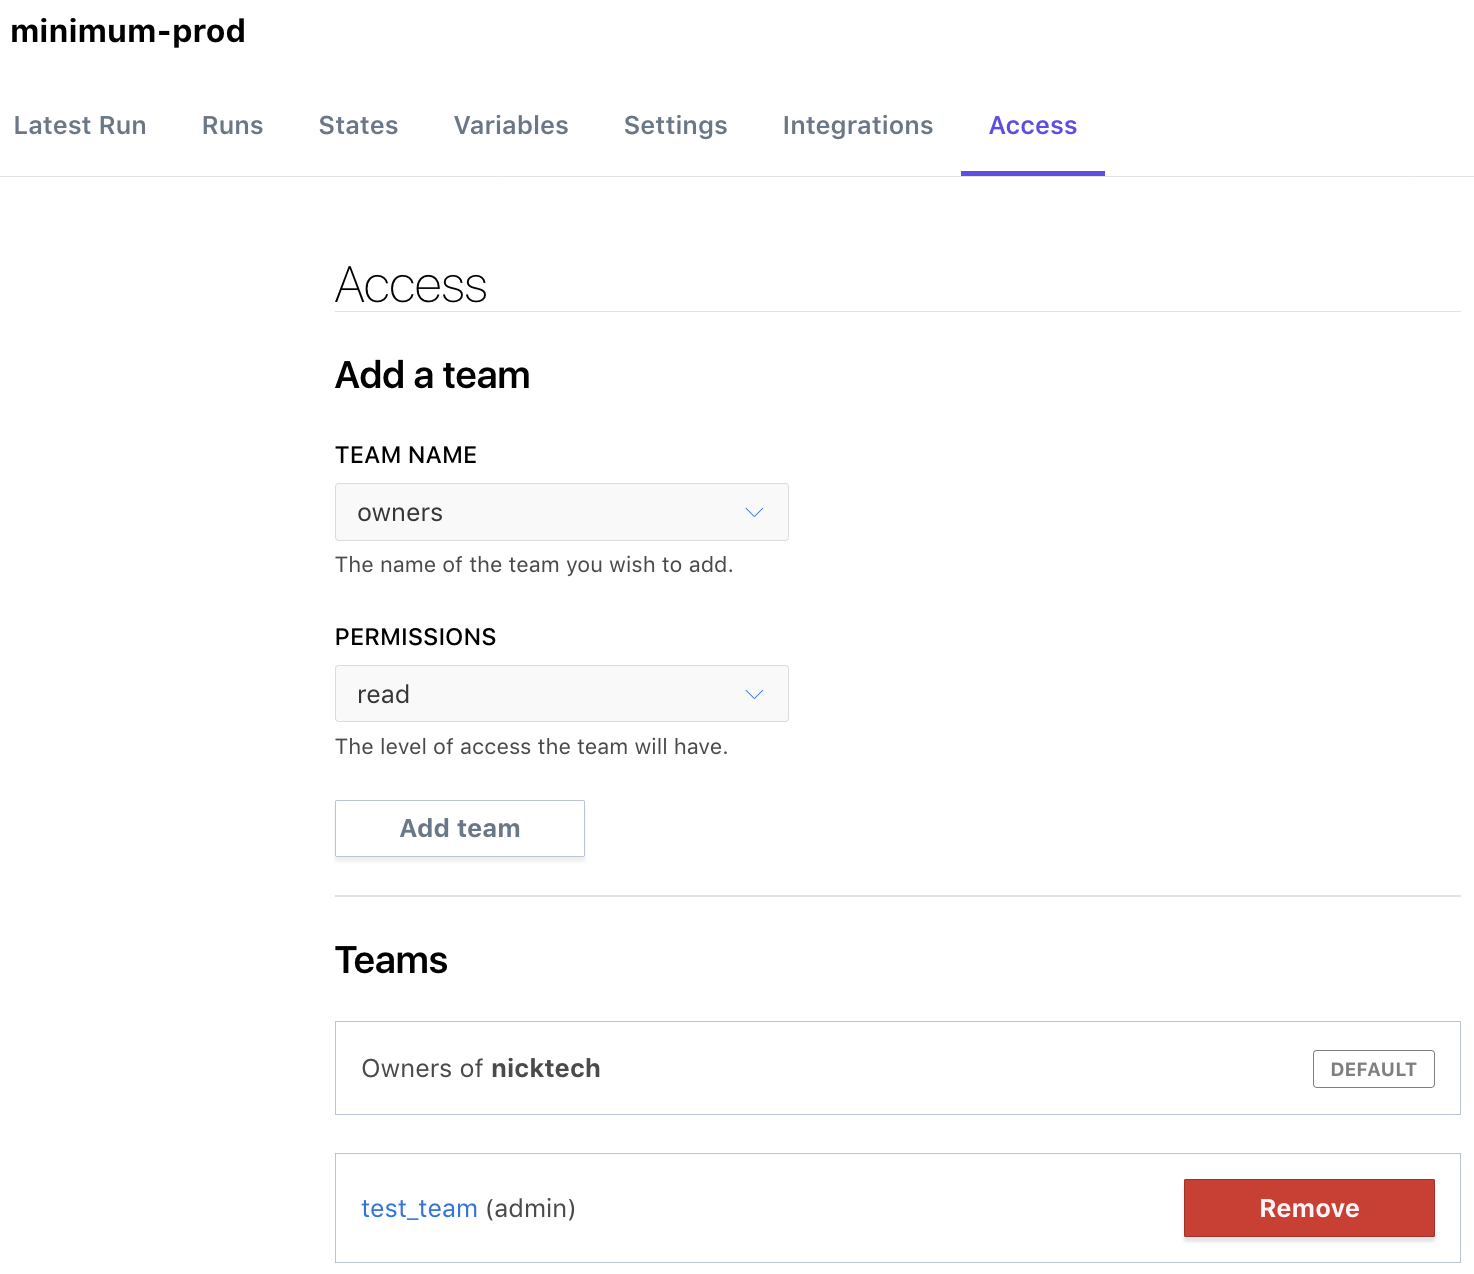 minimum-prod
Latest Run Runs States Variables Settings Integrations Access
Access
Add a team
TEAM NAME
owners
The name of the team you wish to add.
PERMISSIONS
read
The level of access the team will have.
Add team
Teams
Owners of nicktech DEFAULT
test_team (admin) Remove